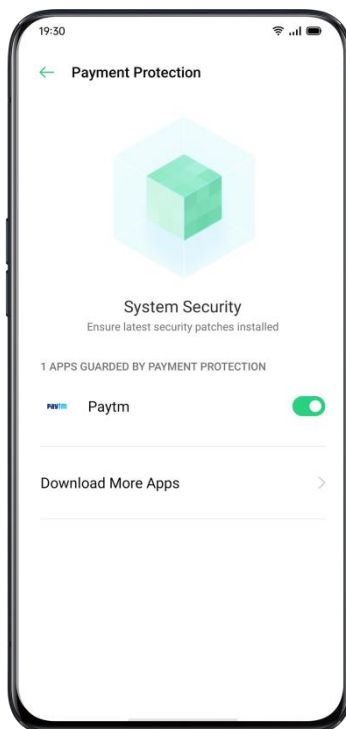 19:30
Payment Protection
System Security
Ensure latest security patches installed
1 APPS GUARDED BY PAYMENT PROTECTION
Paytm Paytm
Download More Apps